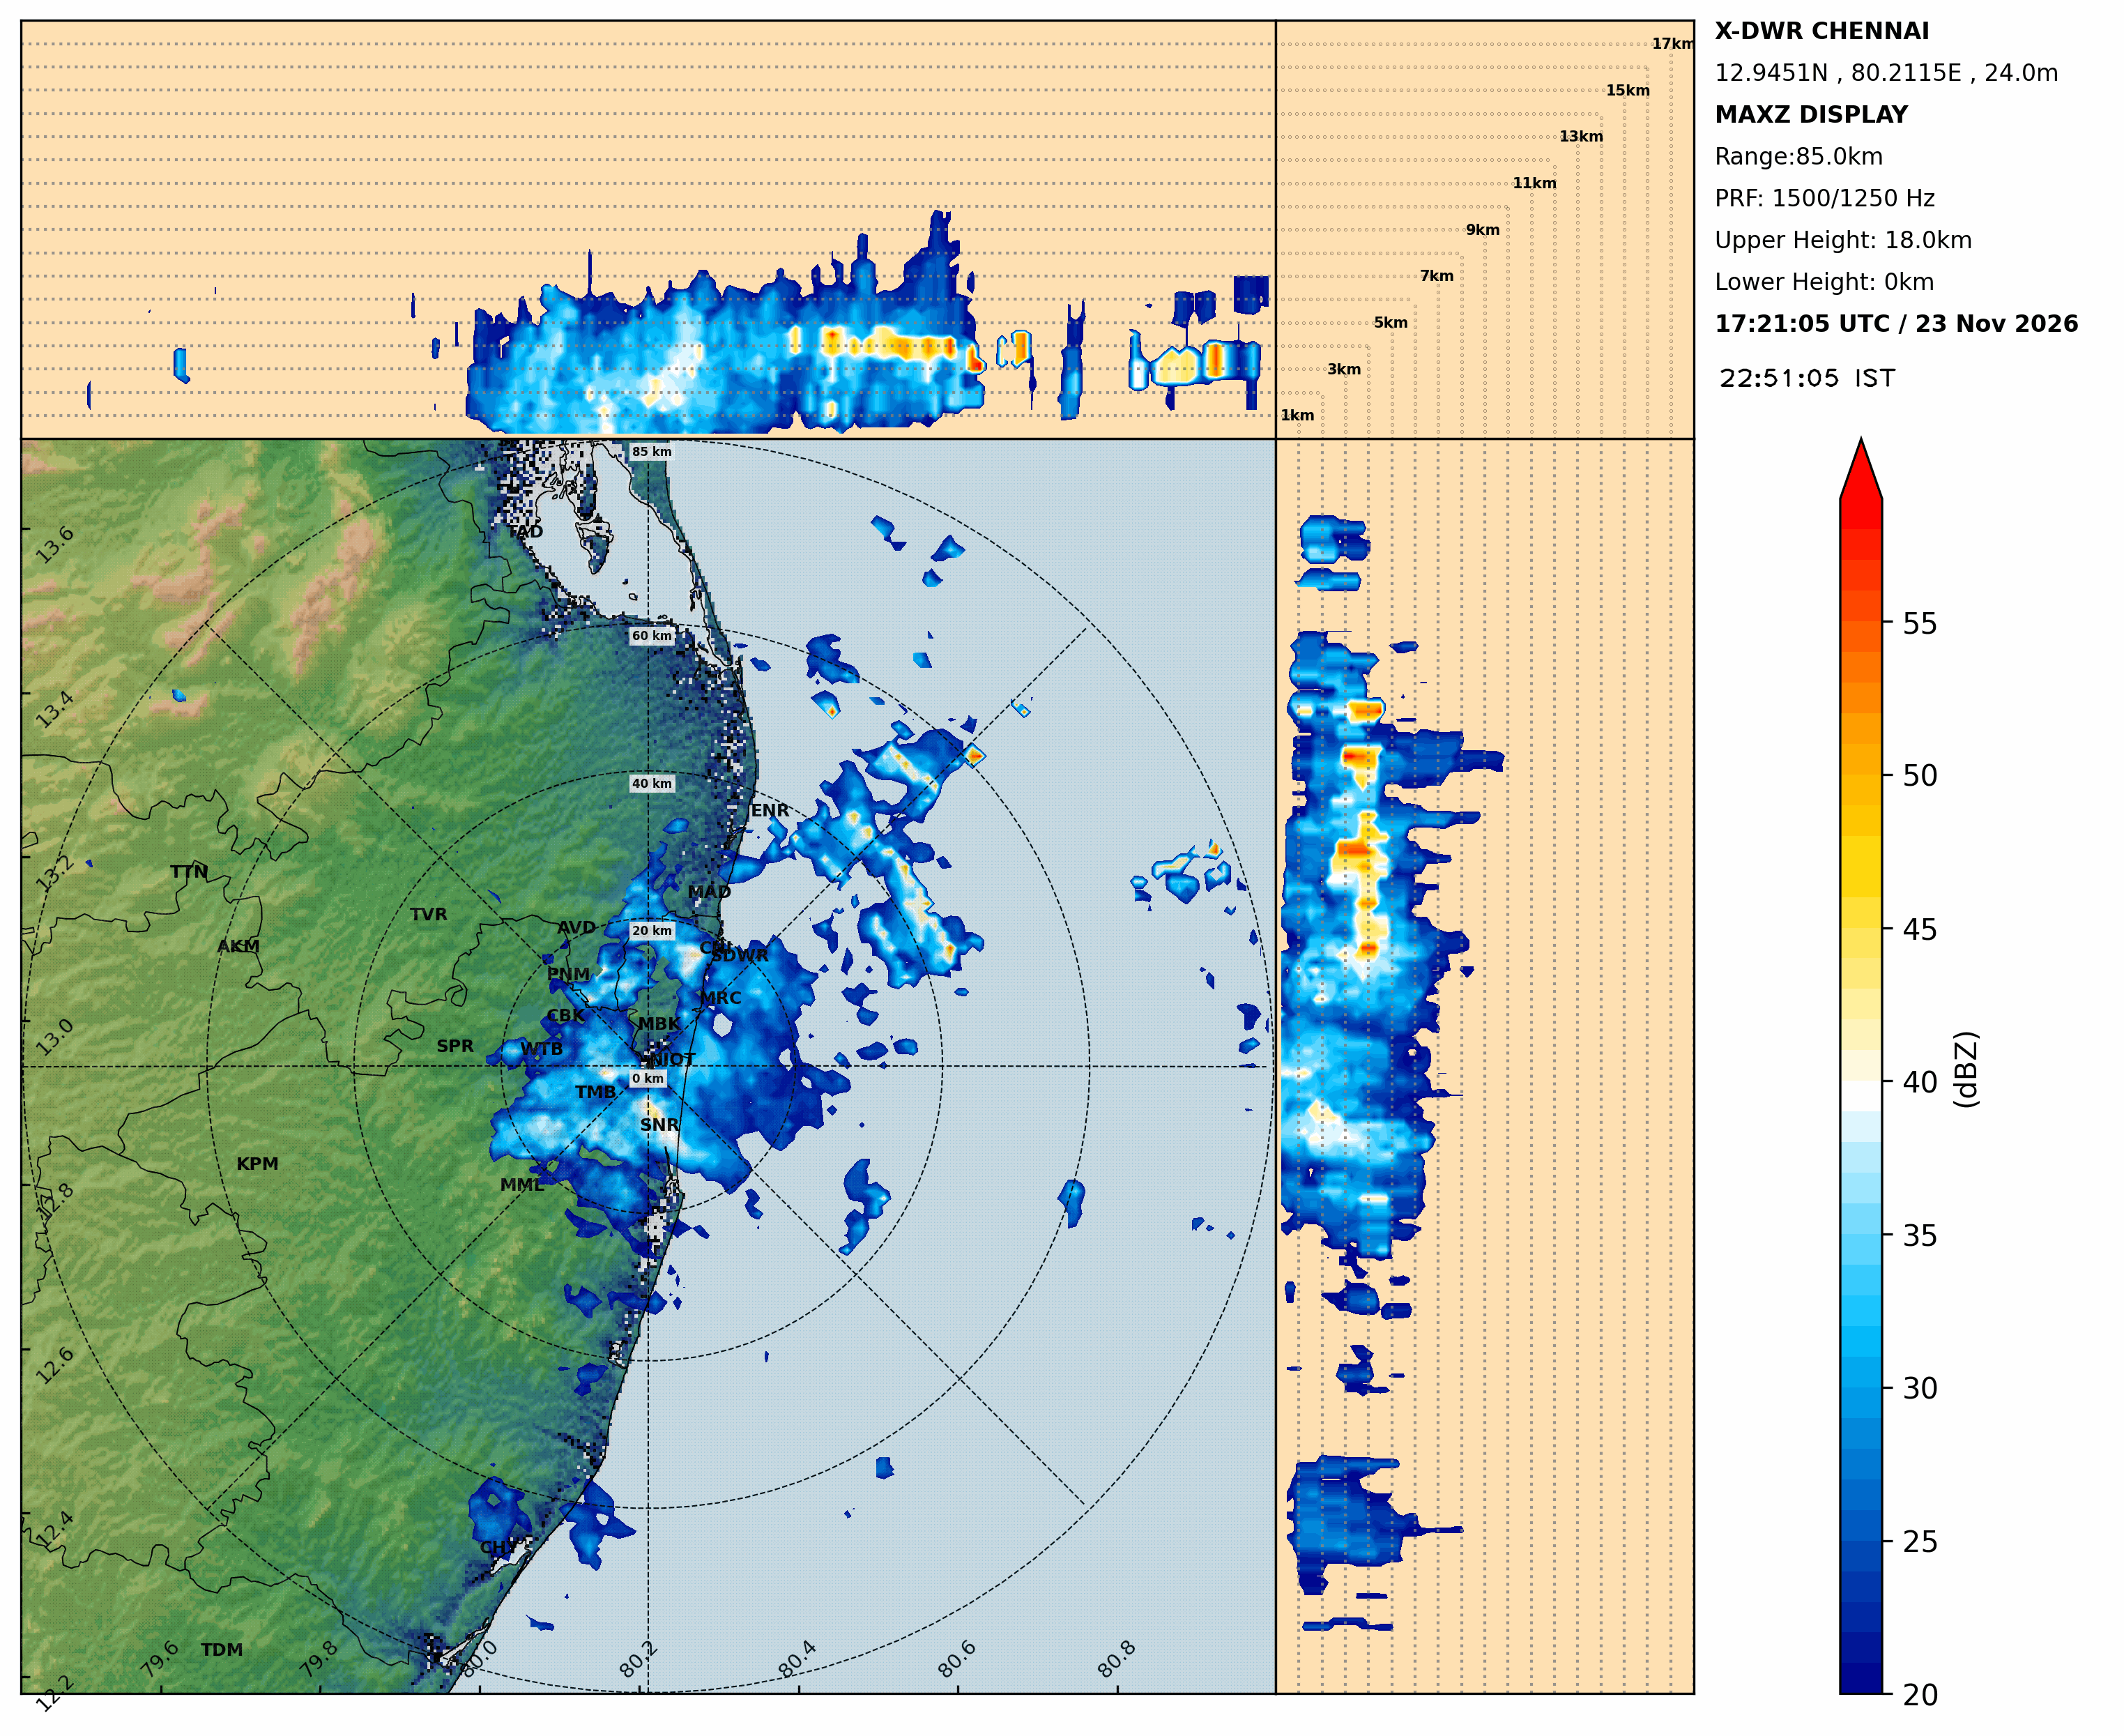 X-DWR CHENNAI
12.9451N , 80.2115E , 24.0m
MAXZ DISPLAY
Range:85.0km
PRF: 1500/1250 Hz
Upper Height: 18.0km
Lower Height: 0km
17:21:05 UTC / 23 Nov 2026
22:51:05 IST
17km
15km
13km
11km
9km
7km
5km
3km
1km
85 km
60 km
40 km
20 km
0 km
TAD
ENR
TTN
TVR
MAD
AVD
AKM
CNI
SDWR
PNM
MRC
CBK
MBK
SPR
WTB
NIOT
TMB
SNR
KPM
MML
CHY
TDM
13.6
13.4
13.2
13.0
12.8
12.6
12.4
12.2
79.6
79.8
80.0
80.2
80.4
80.6
80.8
55
50
45
40
35
30
25
20
(dBZ)